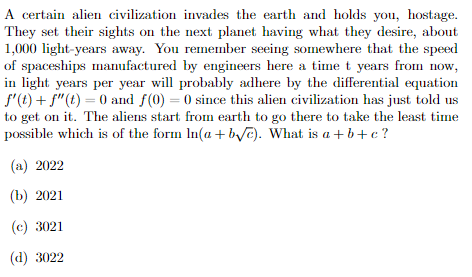 A certain alien civilization invades the earth and holds you, hostage.
They set their sights on the next planet having what they desire, about
1,000 light-years away. You remember seeing somewhere that the speed
of spaceships manufactured by engineers here a time t years from now,
in light years per year will probably adhere by the differential equation
f′(t) + f″(t) = 0 and f(0) = 0 since this alien civilization has just told us
to get on it. The aliens start from earth to go there to take the least time
possible which is of the form ln(a + b√c). What is a + b + c ?
(a) 2022
(b) 2021
(c) 3021
(d) 3022